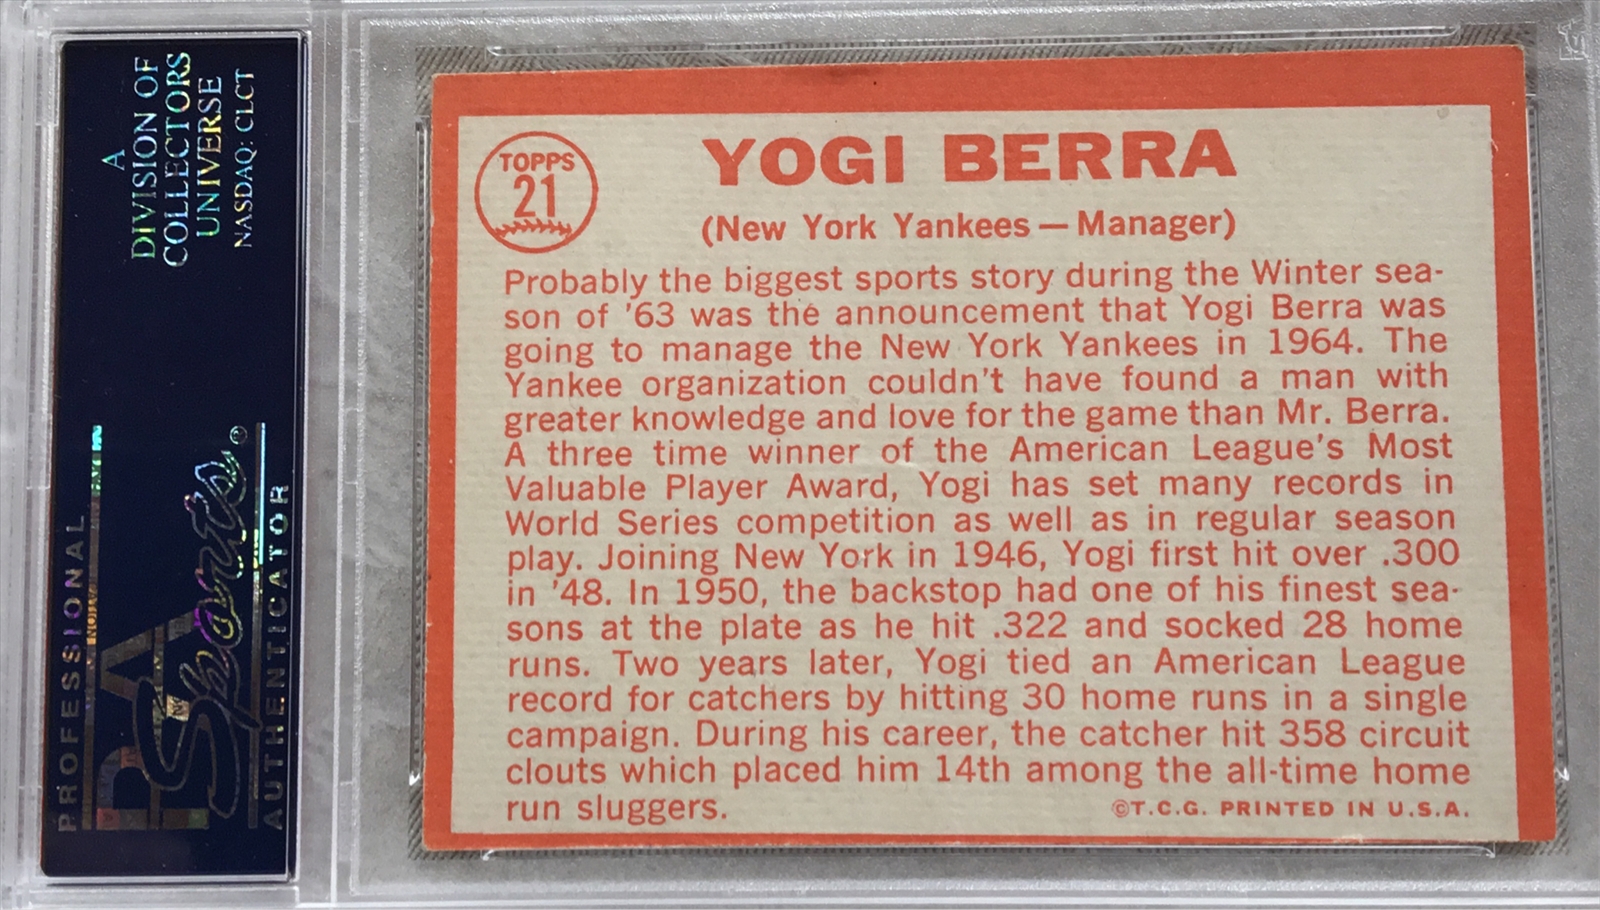 A
DIVISION OF
COLLECTORS
UNIVERSE
NASDAQ: CLCT
PROFESSIONAL
PSA
Sports
©
AUTHENTICATOR
TOPPS
21
YOGI BERRA
(New York Yankees — Manager)
Probably the biggest sports story during the Winter sea-
son of '63 was the announcement that Yogi Berra was
going to manage the New York Yankees in 1964. The
Yankee organization couldn't have found a man with
greater knowledge and love for the game than Mr. Berra.
A three time winner of the American League's Most
Valuable Player Award, Yogi has set many records in
World Series competition as well as in regular season
play. Joining New York in 1946, Yogi first hit over .300
in '48. In 1950, the backstop had one of his finest sea-
sons at the plate as he hit .322 and socked 28 home
runs. Two years later, Yogi tied an American League
record for catchers by hitting 30 home runs in a single
campaign. During his career, the catcher hit 358 circuit
clouts which placed him 14th among the all-time home
run sluggers.
©T.C.G. PRINTED IN U.S.A.